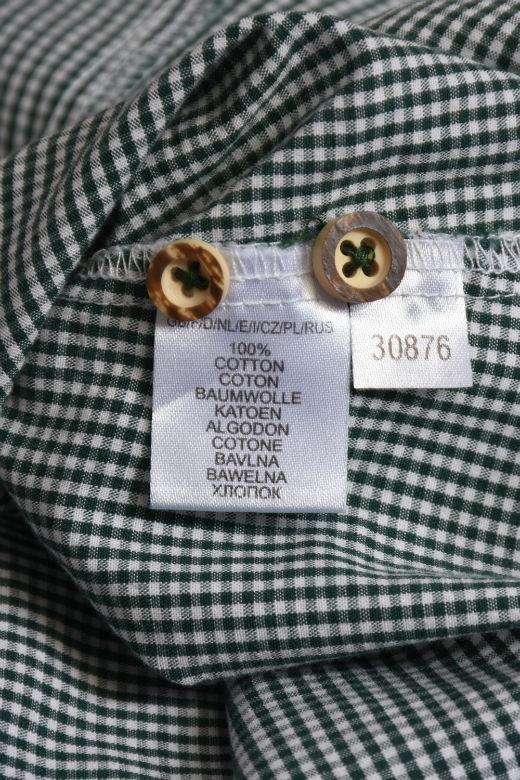 GB/F/D/NL/E/I/CZ/PL/RUS
100%
COTTON
COTON
BAUMWOLLE
KATOEN
ALGODON
COTONE
BAVLNA
BAWELNA
ХЛОПОК
30876